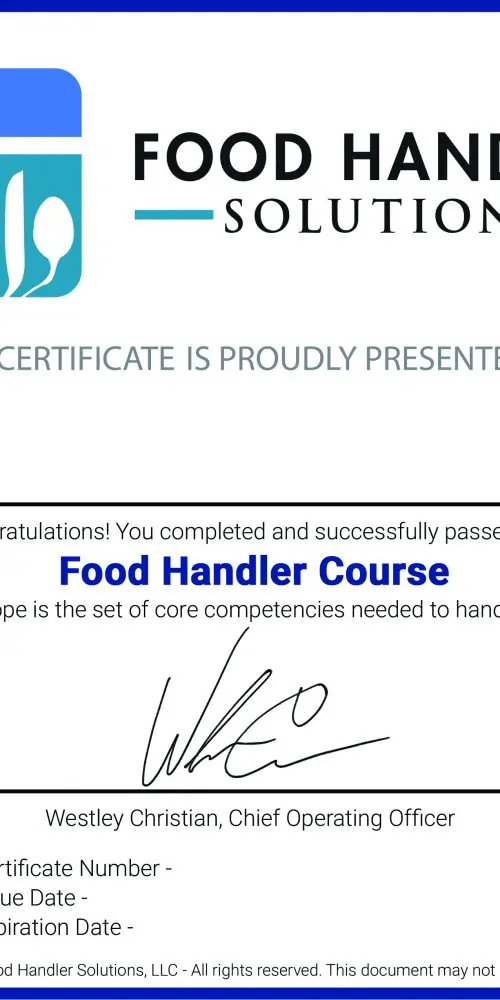 FOOD HAND
SOLUTION
CERTIFICATE IS PROUDLY PRESENTE
ratulations! You completed and successfully passe
Food Handler Course
ope is the set of core competencies needed to hand
Westley Christian, Chief Operating Officer
rtificate Number -
ue Date -
piration Date -
od Handler Solutions, LLC - All rights reserved. This document may not